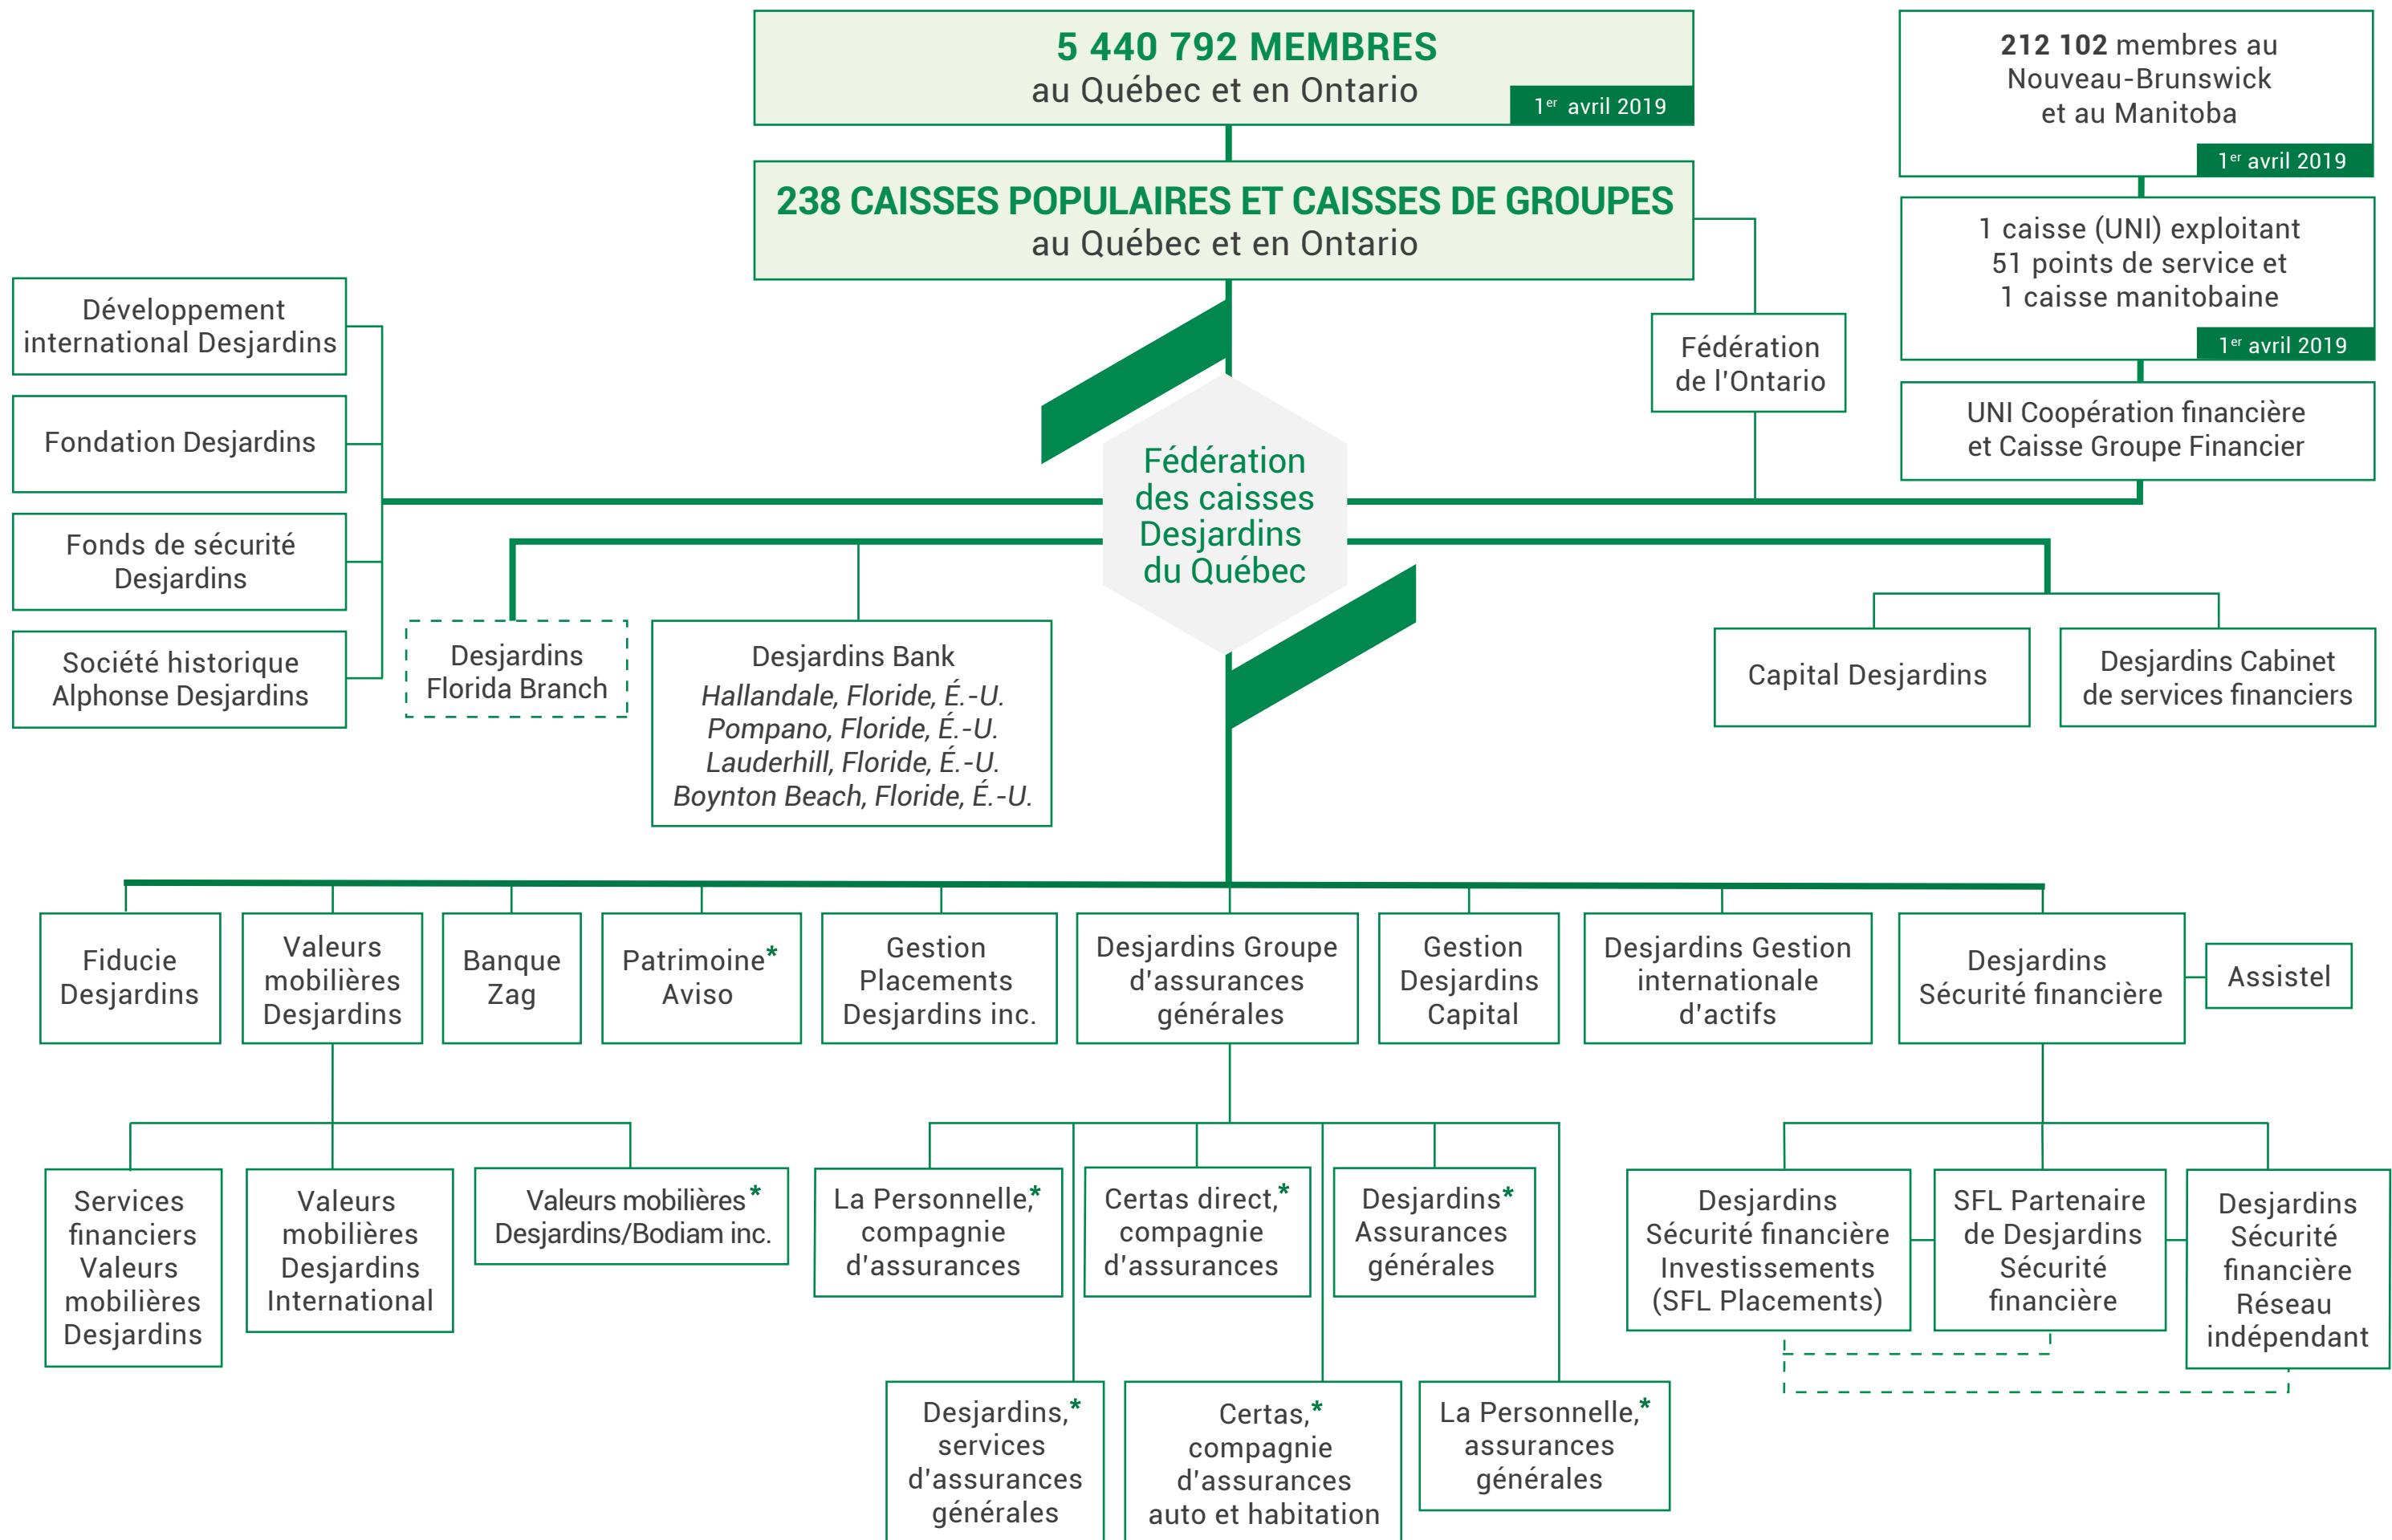 5 440 792 MEMBRES
au Québec et en Ontario
1er avril 2019
212 102 membres au
Nouveau-Brunswick
et au Manitoba
1er avril 2019
238 CAISSES POPULAIRES ET CAISSES DE GROUPES
au Québec et en Ontario
1 caisse (UNI) exploitant
51 points de service et
1 caisse manitobaine
1er avril 2019
Développement
international Desjardins
Fédération
de l'Ontario
UNI Coopération financière
et Caisse Groupe Financier
Fondation Desjardins
Fédération
des caisses
Desjardins
du Québec
Fonds de sécurité
Desjardins
Société historique
Alphonse Desjardins
Desjardins
Florida Branch
Desjardins Bank
Hallandale, Floride, É.-U.
Pompano, Floride, É.-U.
Lauderhill, Floride, É.-U.
Boynton Beach, Floride, É.-U.
Capital Desjardins
Desjardins Cabinet
de services financiers
Fiducie
Desjardins
Valeurs
mobilières
Desjardins
Banque
Zag
Patrimoine*
Aviso
Gestion
Placements
Desjardins inc.
Desjardins Groupe
d'assurances
générales
Gestion
Desjardins
Capital
Desjardins Gestion
internationale
d'actifs
Desjardins
Sécurité financière
Assistel
Services
financiers
Valeurs
mobilières
Desjardins
Valeurs
mobilières
Desjardins
International
Valeurs mobilières*
Desjardins/Bodiam inc.
La Personnelle,*
compagnie
d'assurances
Certas direct,*
compagnie
d'assurances
Desjardins*
Assurances
générales
Desjardins
Sécurité financière
Investissements
(SFL Placements)
SFL Partenaire
de Desjardins
Sécurité
financière
Desjardins
Sécurité
financière
Réseau
indépendant
Desjardins,*
services
d'assurances
générales
Certas,*
compagnie
d'assurances
auto et habitation
La Personnelle,*
assurances
générales